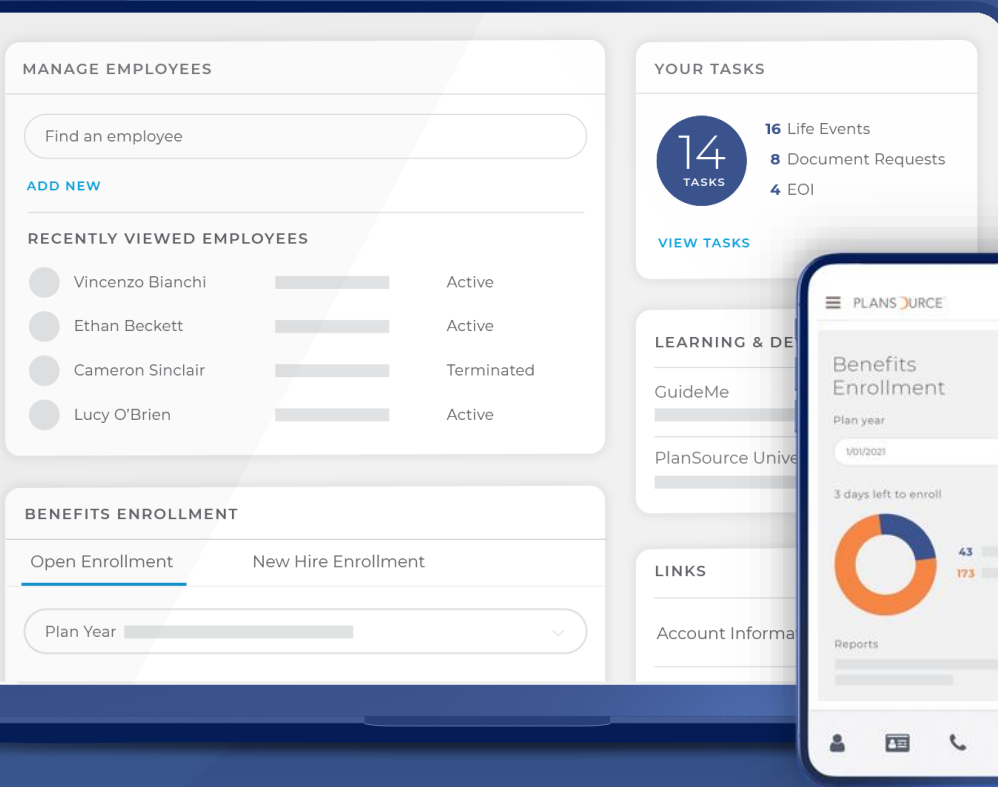 MANAGE EMPLOYEES
Find an employee
ADD NEW
RECENTLY VIEWED EMPLOYEES
Vincenzo Bianchi Active
Ethan Beckett Active
Cameron Sinclair Terminated
Lucy O’Brien Active
BENEFITS ENROLLMENT
Open Enrollment New Hire Enrollment
Plan Year
YOUR TASKS
14
TASKS
16 Life Events
8 Document Requests
4 EOI
VIEW TASKS
LEARNING & DE
GuideMe
PlanSource Unive
LINKS
Account Informa
PLANSOURCE
Benefits
Enrollment
Plan year
1/01/2021
3 days left to enroll
43
173
Reports